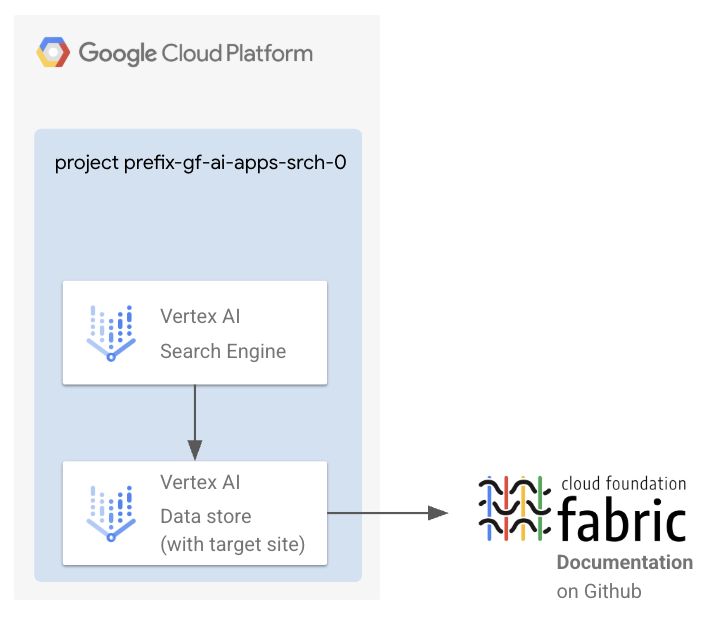 Google Cloud Platform
project prefix-gf-ai-apps-srch-0
Vertex AI
Search Engine
Vertex AI
Data store
(with target site)
cloud foundation
fabric
Documentation
on Github